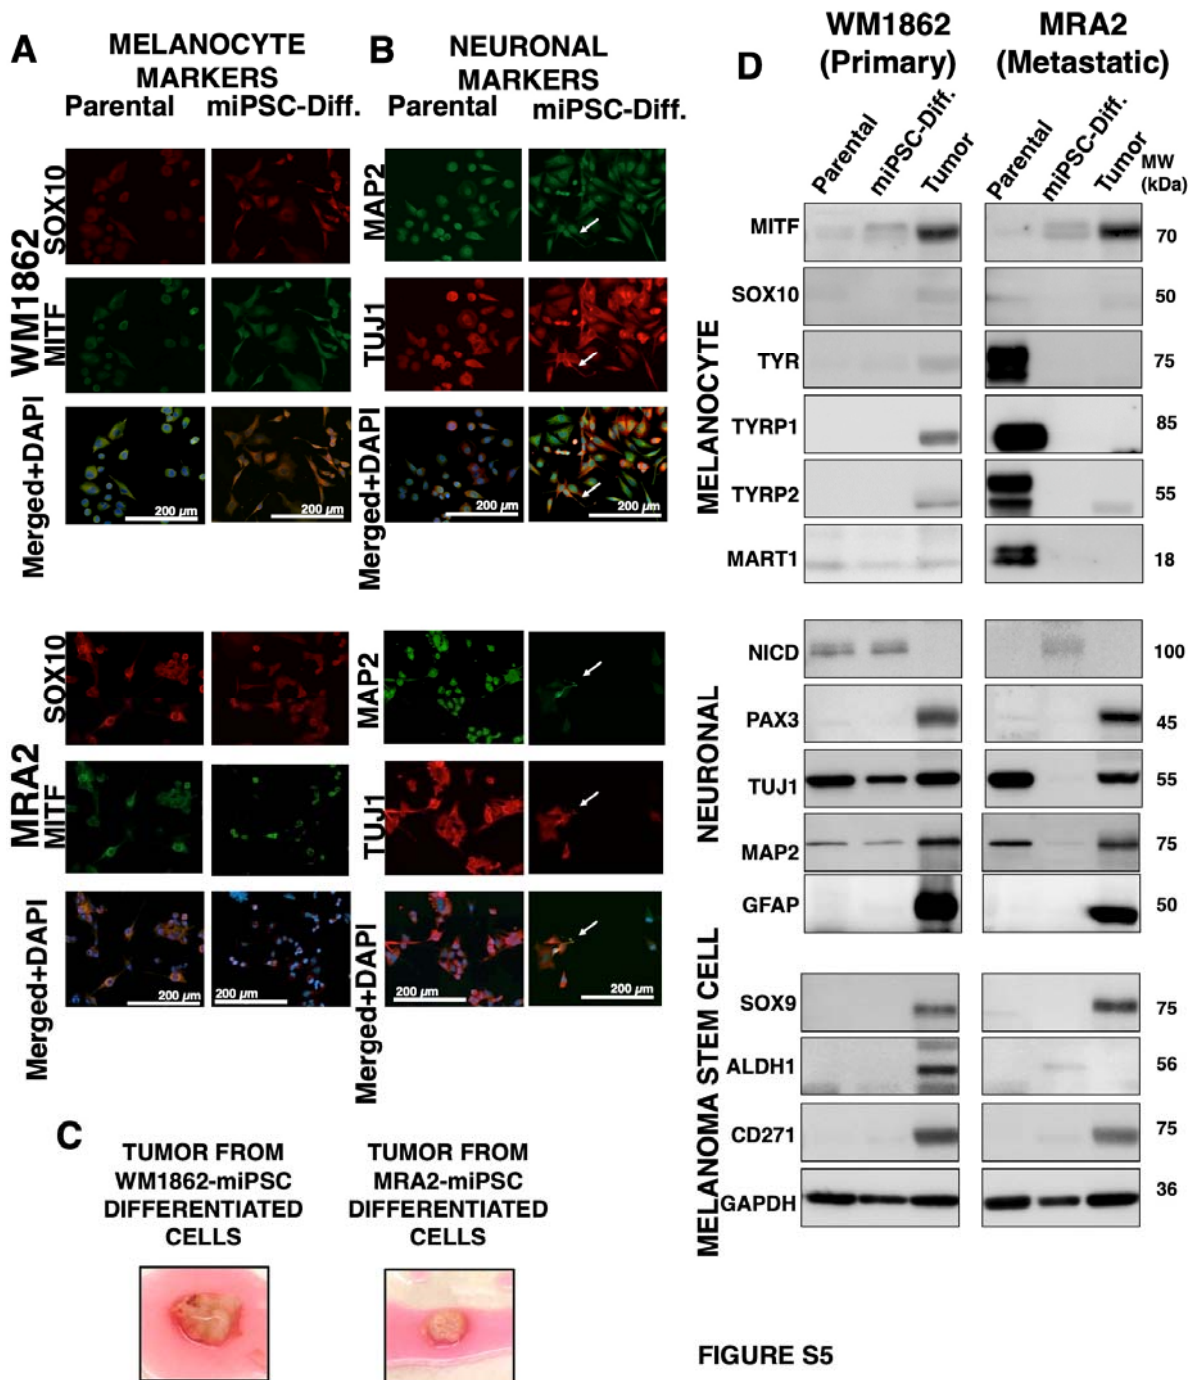 A
MELANOCYTE
MARKERS
Parental miPSC-Diff.
B
NEURONAL
MARKERS
Parental miPSC-Diff.
WM1862
SOX10
MITF
Merged+DAPI
200 µm
200 µm
MAP2
TUJ1
Merged+DAPI
200 µm
200 µm
MRA2
SOX10
MITF
Merged+DAPI
200 µm
200 µm
MAP2
TUJ1
Merged+DAPI
200 µm
200 µm
C
TUMOR FROM
WM1862-miPSC
DIFFERENTIATED
CELLS
TUMOR FROM
MRA2-miPSC
DIFFERENTIATED
CELLS
D
WM1862
(Primary)
MRA2
(Metastatic)
Parental
miPSC-Diff.
Tumor
Parental
miPSC-Diff.
Tumor
MW
(kDa)
MELANOCYTE
MITF 70
SOX10 50
TYR 75
TYRP1 85
TYRP2 55
MART1 18
NEURONAL
NICD 100
PAX3 45
TUJ1 55
MAP2 75
GFAP 50
MELANOMA STEM CELL
SOX9 75
ALDH1 56
CD271 75
GAPDH 36
FIGURE S5